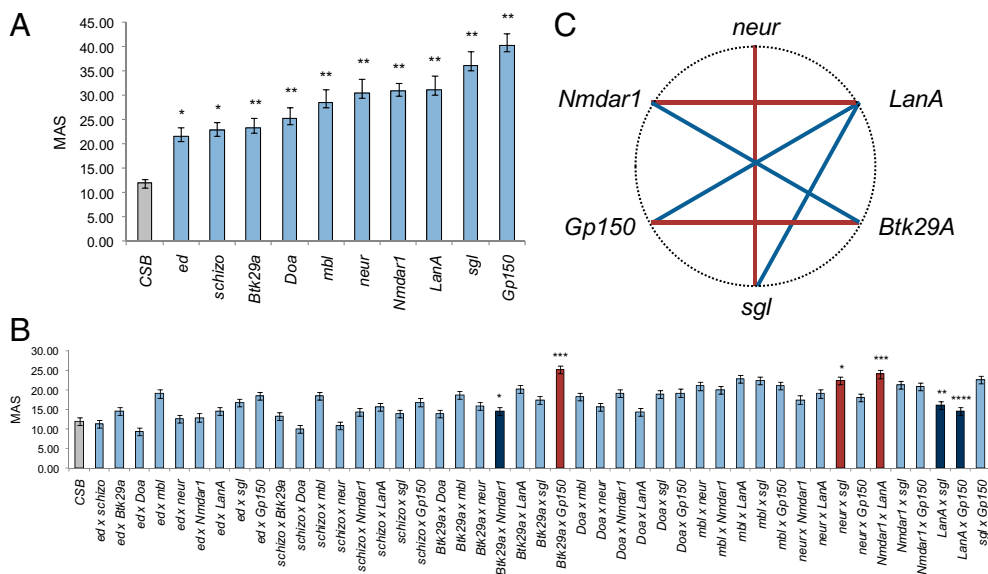 A
MAS
45.00
40.00
35.00
30.00
25.00
20.00
15.00
10.00
5.00
0.00
*
*
**
**
**
**
**
**
**
**
CSB
ed
schizo
Btk29a
Doa
mbl
neur
Nmdar1
LanA
sgl
Gp150
C
neur
Nmdar1
LanA
Gp150
Btk29A
sgl
B
MAS
30.00
25.00
20.00
15.00
10.00
5.00
0.00
*
***
*
***
**
****
CSB
ed x schizo
ed x Btk29a
ed x Doa
ed x mbl
ed x neur
ed x Nmdar1
ed x LanA
ed x sgl
ed x Gp150
schizo x Btk29a
schizo x Doa
schizo x mbl
schizo x neur
schizo x Nmdar1
schizo x LanA
schizo x sgl
schizo x Gp150
Btk29a x Doa
Btk29a x mbl
Btk29a x neur
Btk29a x Nmdar1
Btk29a x LanA
Btk29a x sgl
Btk29a x Gp150
Doa x mbl
Doa x neur
Doa x Nmdar1
Doa x LanA
Doa x sgl
Doa x Gp150
mbl x neur
mbl x Nmdar1
mbl x LanA
mbl x sgl
mbl x Gp150
neur x Nmdar1
neur x LanA
neur x sgl
neur x Gp150
Nmdar1 x LanA
Nmdar1 x sgl
Nmdar1 x Gp150
LanA x sgl
LanA x Gp150
sgl x Gp150